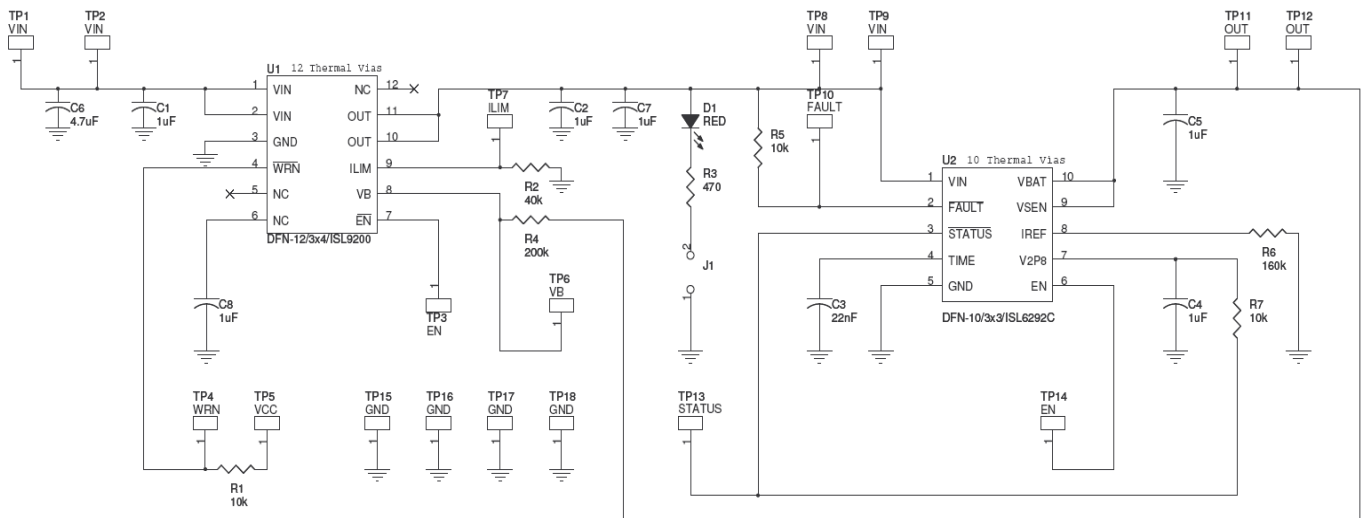 TP1
VIN
1
TP2
VIN
1
C6
4.7uF
C1
1uF
U1 12 Thermal Vias
1 VIN NC 12
2 VIN OUT 11
3 GND OUT 10
4 WRN ILIM 9
5 NC VB 8
6 NC EN 7
DFN-12/3x4/ISL9200
C8
1uF
TP7
ILIM
1
R2
40k
R4
200k
TP6
VB
1
1
TP3
EN
C2
1uF
C7
1uF
D1
RED
R3
470
2
J1
1
TP8
VIN
1
TP9
VIN
1
R5
10k
TP10
FAULT
1
U2 10 Thermal Vias
1 VIN VBAT 10
2 FAULT VSEN 9
3 STATUS IREF 8
4 TIME V2P8 7
5 GND EN 6
DFN-10/3x3/ISL6292C
C3
22nF
TP11
OUT
1
TP12
OUT
1
C5
1uF
R6
160k
C4
1uF
R7
10k
TP4
WRN
1
TP5
VCC
1
R1
10k
TP15
GND
1
TP16
GND
1
TP17
GND
1
TP18
GND
1
TP13
STATUS
1
TP14
EN
1